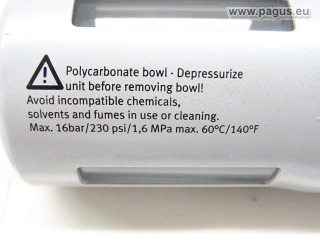 www.pagus.eu
Polycarbonate bowl - Depressurize
unit before removing bowl!
Avoid incompatible chemicals,
solvents and fumes in use or cleaning.
Max. 16bar/230 psi/1,6 MPa max. 60°C/140°F